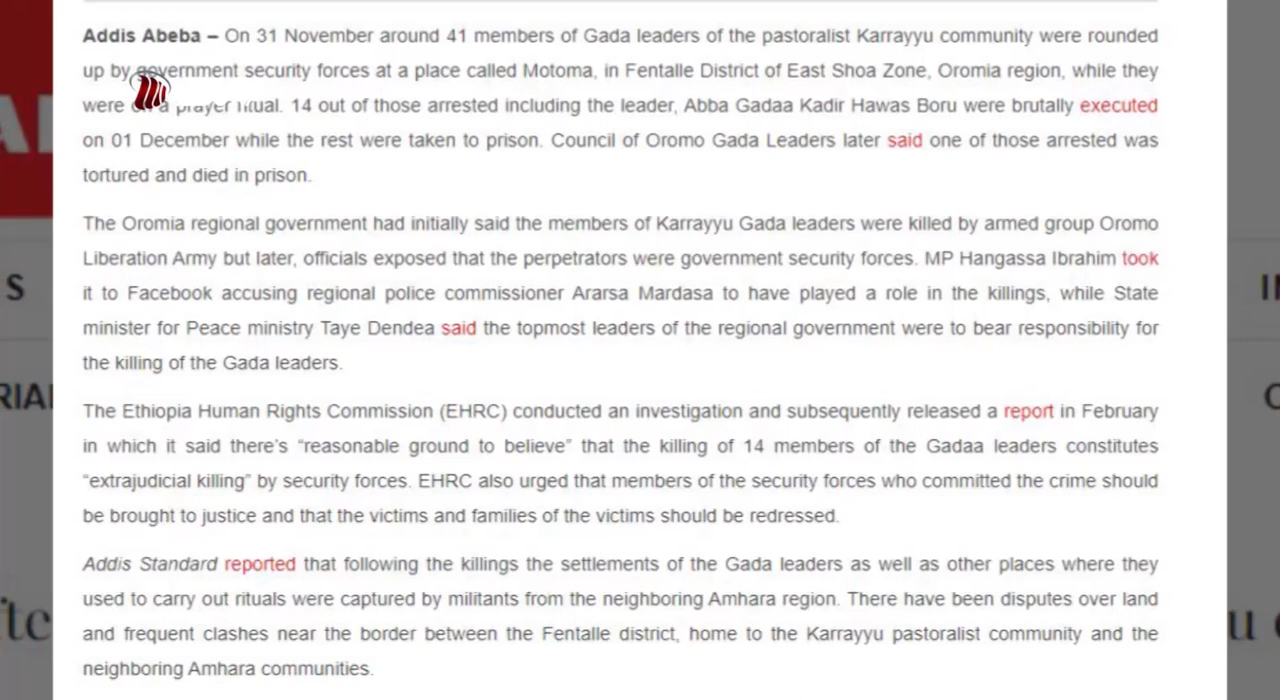 Addis Abeba – On 31 November around 41 members of Gada leaders of the pastoralist Karrayyu community were rounded
up by government security forces at a place called Motoma, in Fentalle District of East Shoa Zone, Oromia region, while they
were a prayer ritual. 14 out of those arrested including the leader, Abba Gadaa Kadir Hawas Boru were brutally executed
on 01 December while the rest were taken to prison. Council of Oromo Gada Leaders later said one of those arrested was
tortured and died in prison.
The Oromia regional government had initially said the members of Karrayyu Gada leaders were killed by armed group Oromo
Liberation Army but later, officials exposed that the perpetrators were government security forces. MP Hangassa Ibrahim took
it to Facebook accusing regional police commissioner Ararsa Mardasa to have played a role in the killings, while State
minister for Peace ministry Taye Dendea said the topmost leaders of the regional government were to bear responsibility for
the killing of the Gada leaders.
The Ethiopia Human Rights Commission (EHRC) conducted an investigation and subsequently released a report in February
in which it said there's “reasonable ground to believe” that the killing of 14 members of the Gadaa leaders constitutes
“extrajudicial killing” by security forces. EHRC also urged that members of the security forces who committed the crime should
be brought to justice and that the victims and families of the victims should be redressed.
Addis Standard reported that following the killings the settlements of the Gada leaders as well as other places where they
used to carry out rituals were captured by militants from the neighboring Amhara region. There have been disputes over land
and frequent clashes near the border between the Fentalle district, home to the Karrayyu pastoralist community and the
neighboring Amhara communities.